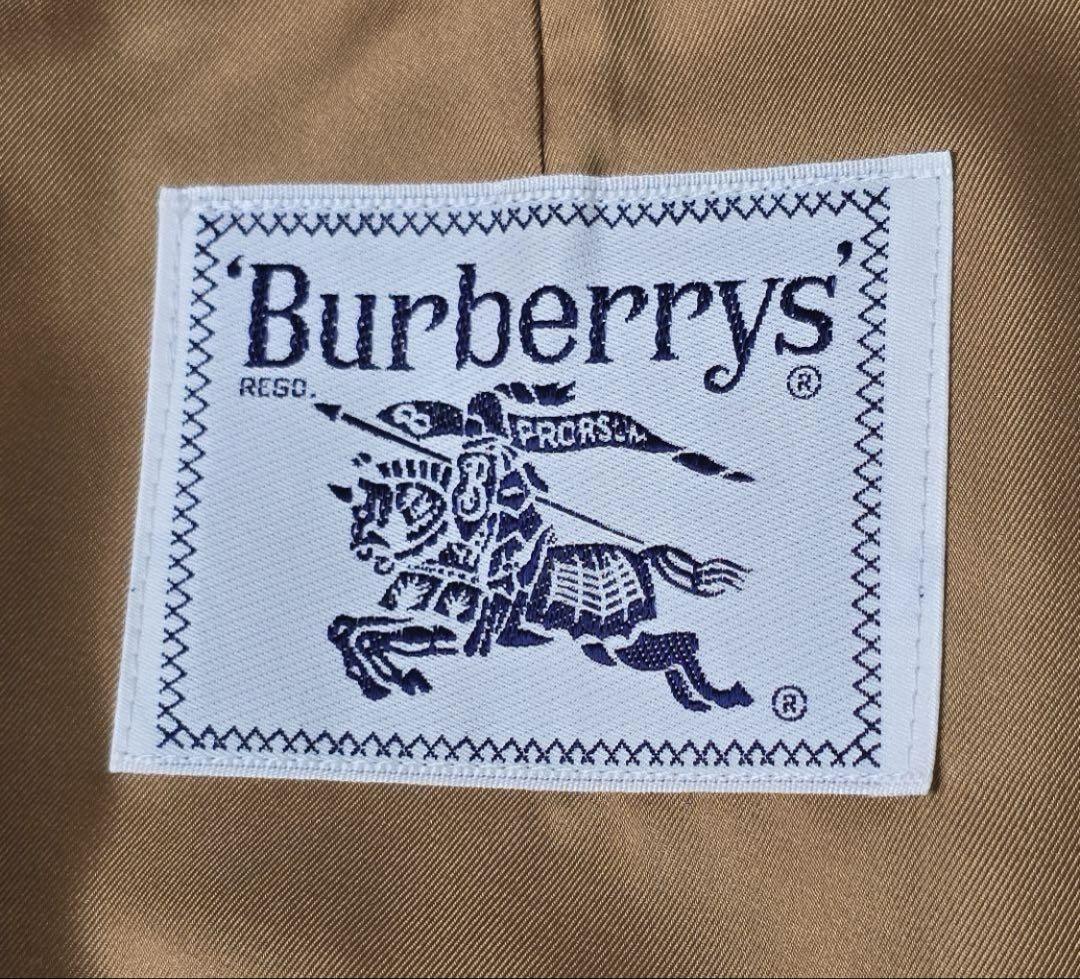 ‘Burberrys’
REGD. ®
B PRORSUM
®